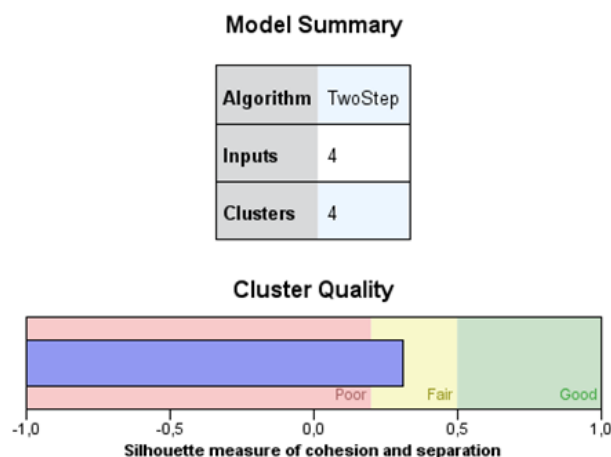 Model Summary
Algorithm TwoStep
Inputs 4
Clusters 4
Cluster Quality
Poor Fair Good
-1,0 -0,5 0,0 0,5 1,0
Silhouette measure of cohesion and separation